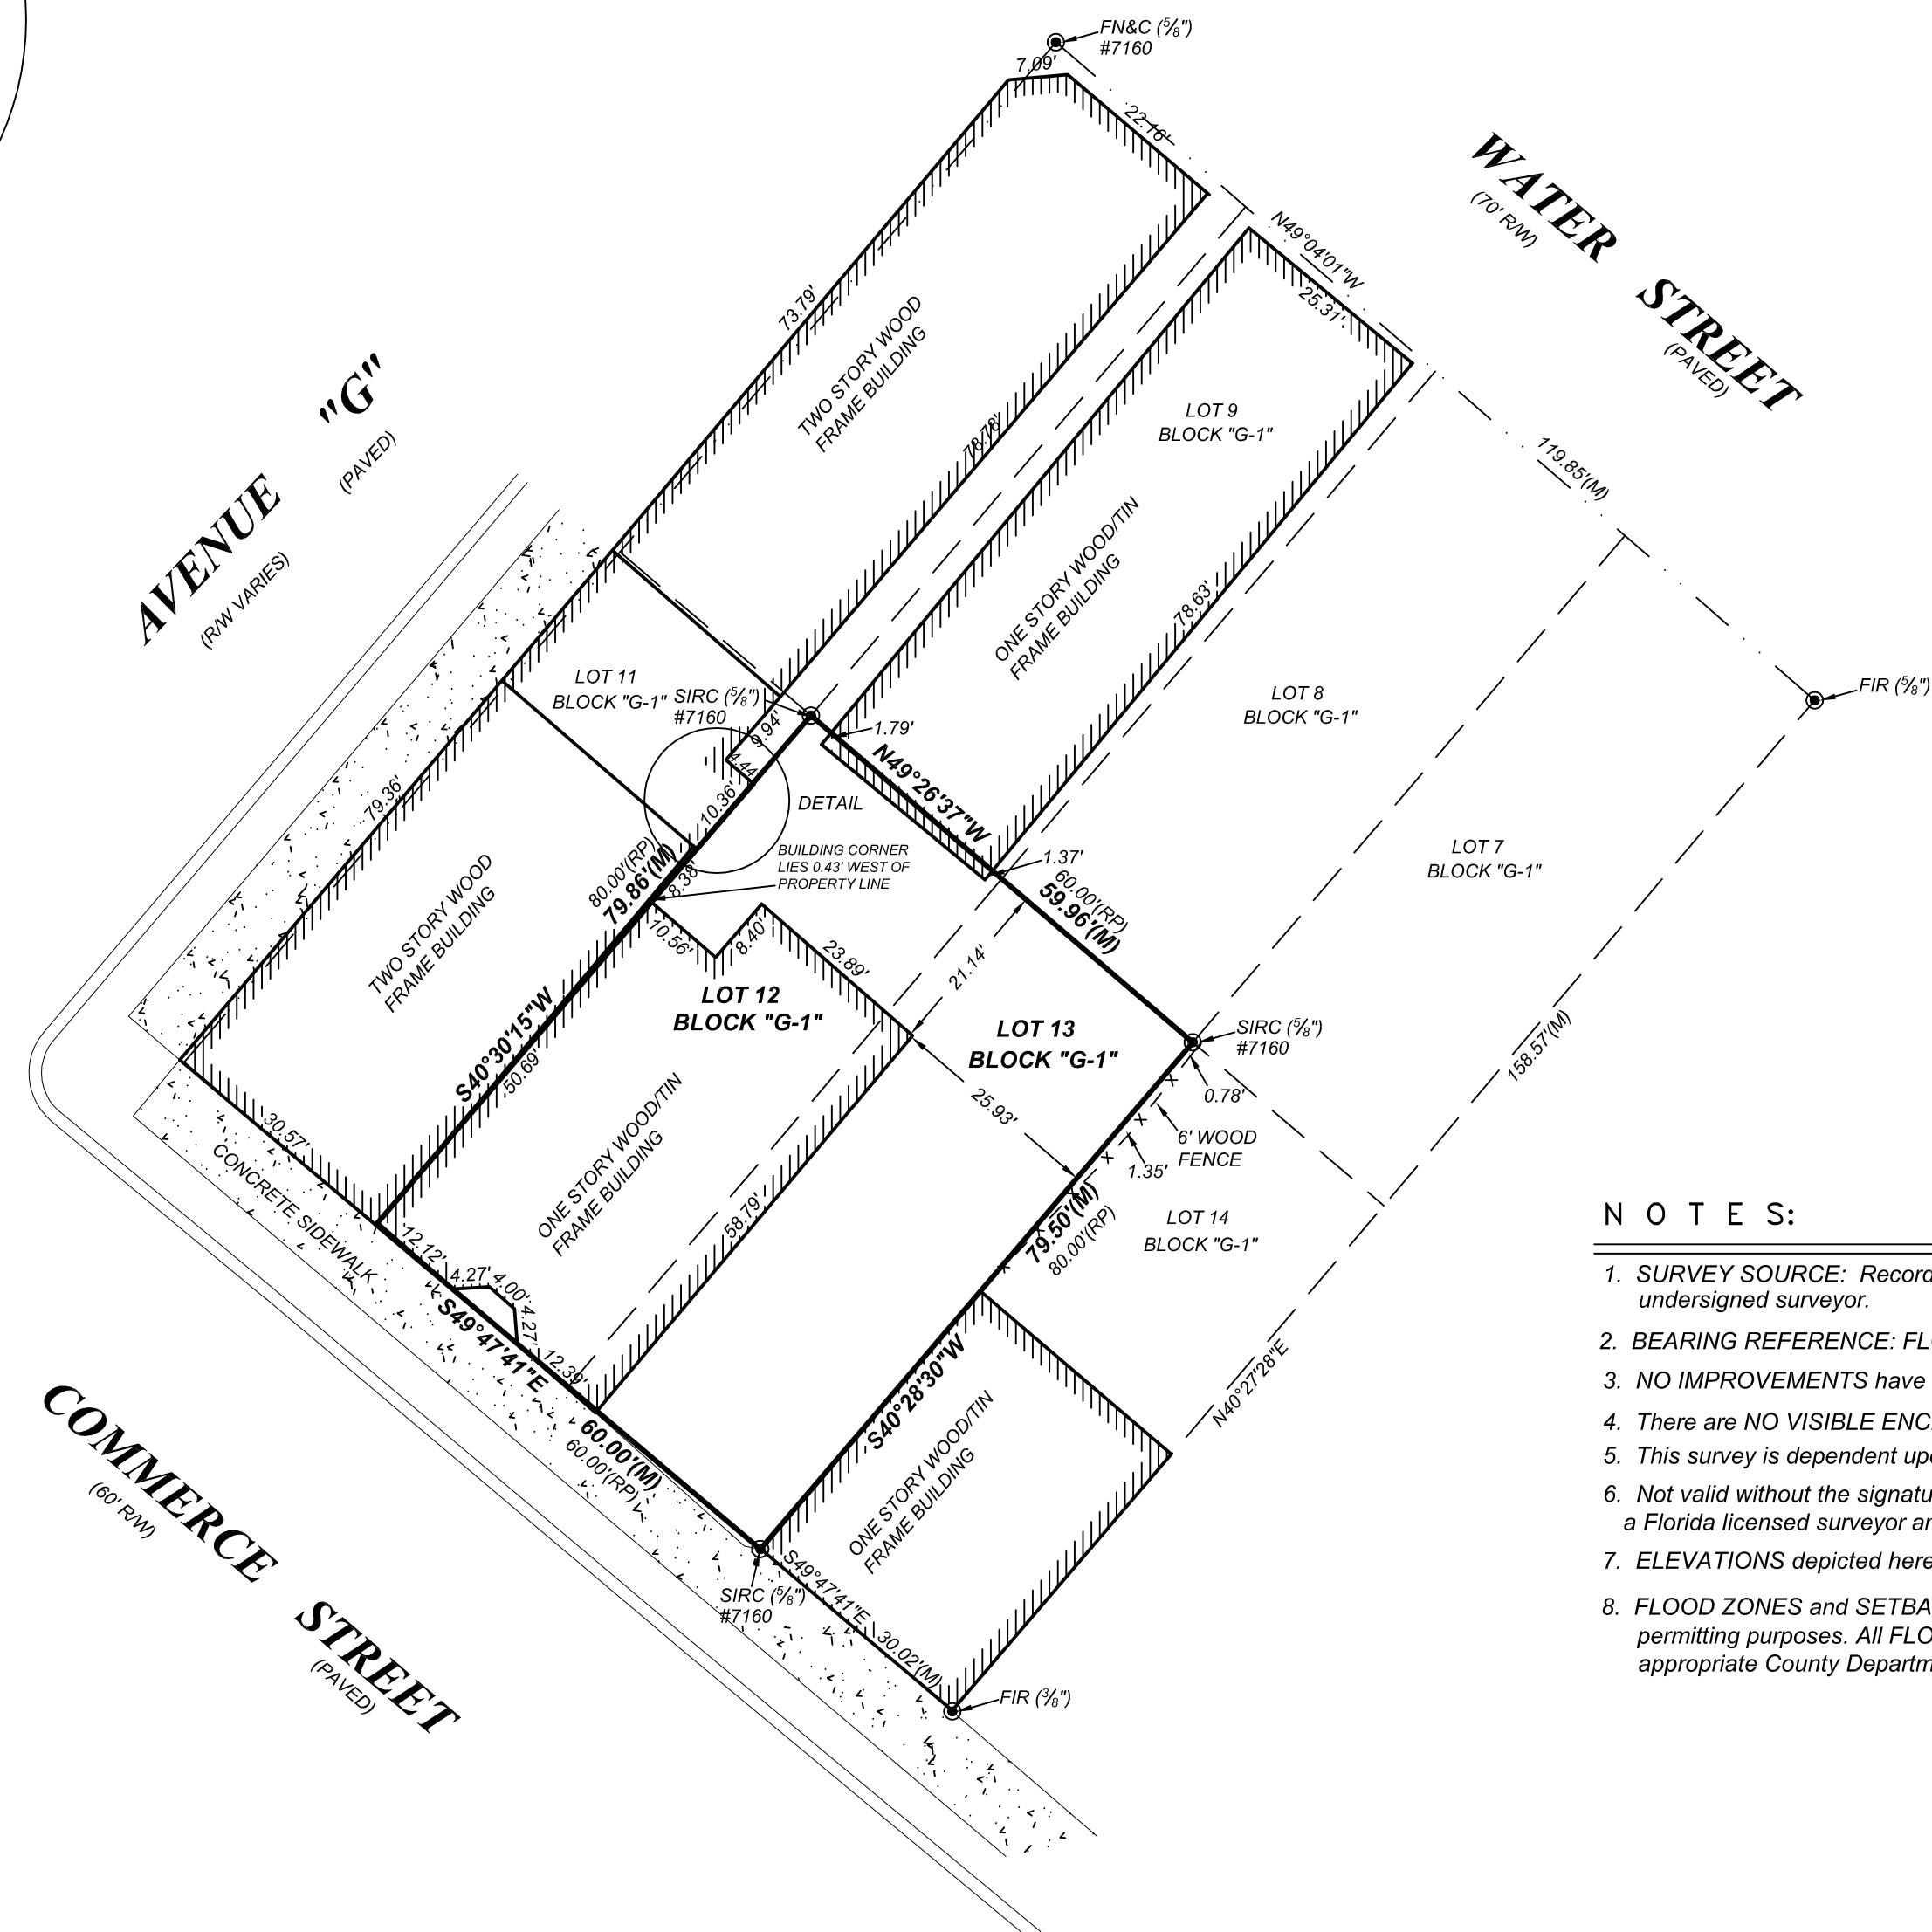 FN&C (5/8")
#7160
7.09'
22.16'
WATER STREET
(70' R/W)
(PAVED)
N49°04'01"W
25.31'
73.79'
TWO STORY WOOD
FRAME BUILDING
78.78'
AVENUE "G"
(PAVED)
(R/W VARIES)
LOT 9
BLOCK "G-1"
119.85'(M)
ONE STORY WOOD/TIN
FRAME BUILDING
78.63'
LOT 11
BLOCK "G-1"
SIRC (5/8")
#7160
LOT 8
BLOCK "G-1"
FIR (5/8")
9.94'
1.79'
4.44'
N49°26'37"W
79.36'
10.36'
DETAIL
LOT 7
BLOCK "G-1"
BUILDING CORNER
LIES 0.43' WEST OF
PROPERTY LINE
1.37'
80.00'(RP)
79.86'(M)
8.38'
60.00'(RP)
59.96'(M)
TWO STORY WOOD
FRAME BUILDING
10.56'
8.40'
23.89'
21.14'
LOT 12
BLOCK "G-1"
LOT 13
BLOCK "G-1"
SIRC (5/8")
#7160
158.57'(M)
S40°30'15"W
50.69'
0.78'
25.93'
6' WOOD
FENCE
1.35'
30.57'
CONCRETE SIDEWALK
ONE STORY WOOD/TIN
FRAME BUILDING
58.79'
79.50'(M)
80.00'(RP)
LOT 14
BLOCK "G-1"
12.12'
4.27'
4.00'
4.27'
S49°47'41"E
12.39'
S40°28'30"W
N40°27'28"E
60.00'(M)
60.00'(RP)
ONE STORY WOOD/TIN
FRAME BUILDING
COMMERCE STREET
(60' R/W)
(PAVED)
SIRC (5/8")
#7160
S49°47'41"E
30.02'(M)
FIR (3/8")
NOTES:
1. SURVEY SOURCE: Record
undersigned surveyor.
2. BEARING REFERENCE: FL
3. NO IMPROVEMENTS have
4. There are NO VISIBLE ENC
5. This survey is dependent up
6. Not valid without the signatu
a Florida licensed surveyor a
7. ELEVATIONS depicted here
8. FLOOD ZONES and SETBA
permitting purposes. All FLO
appropriate County Departm